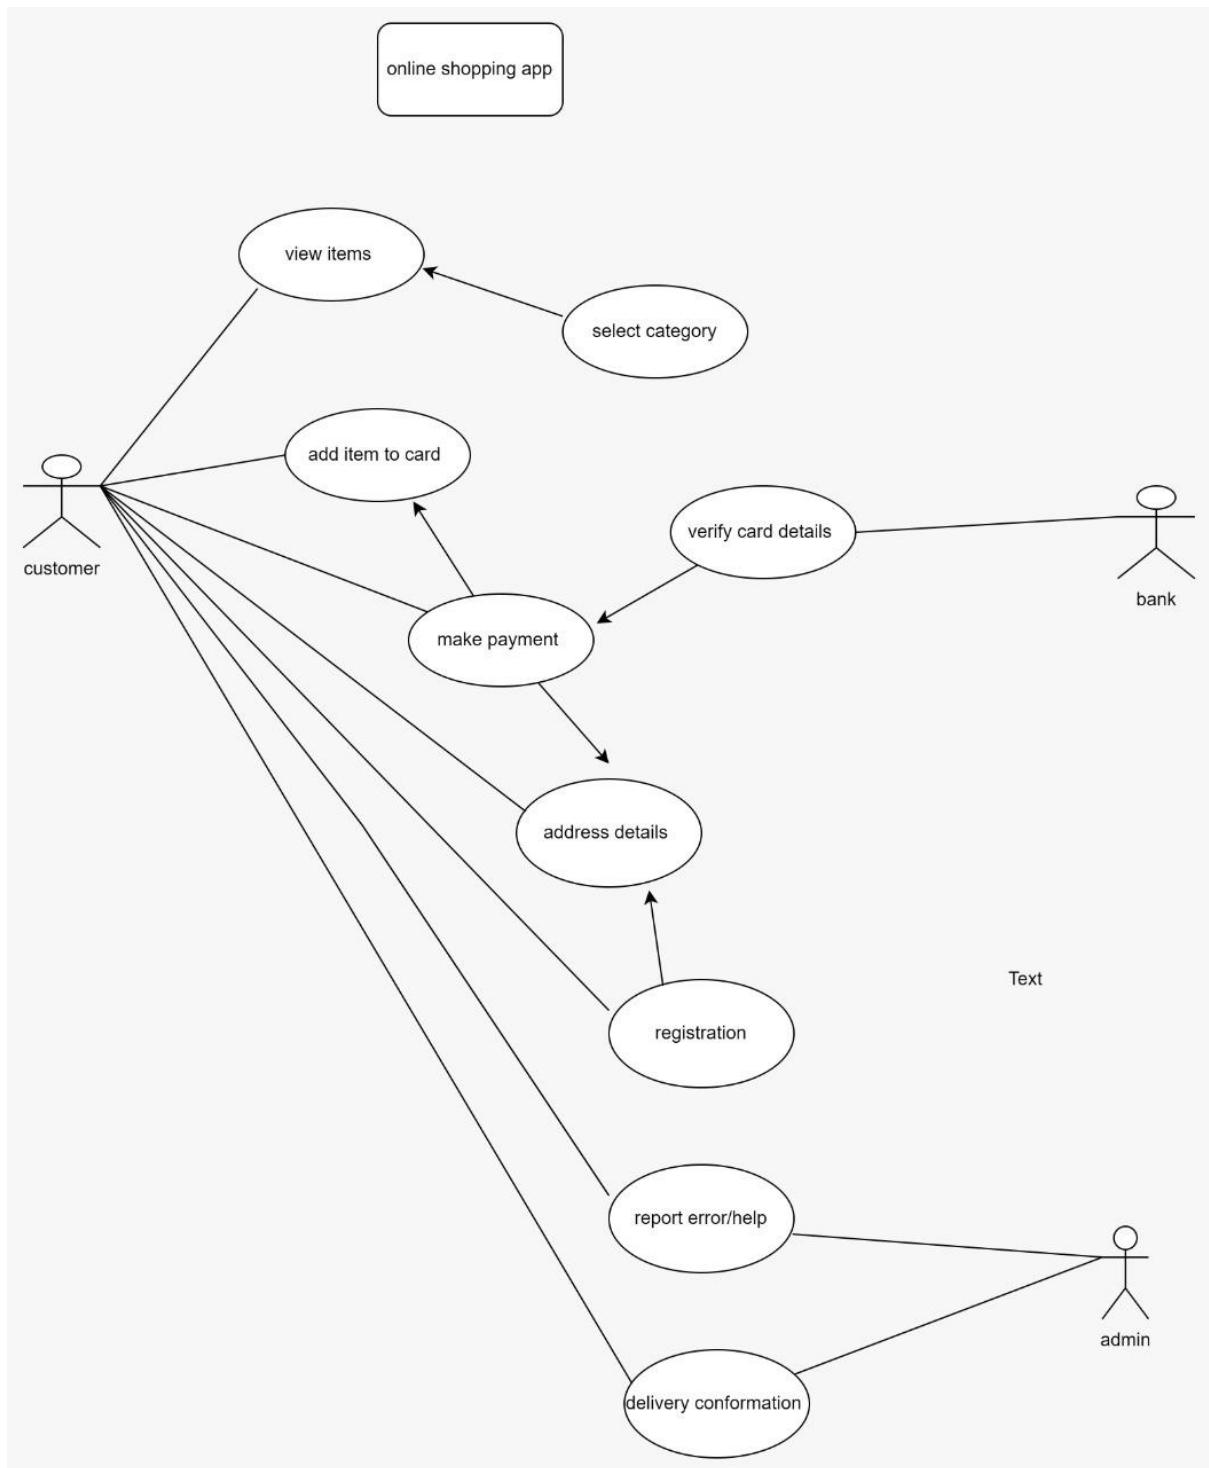 online shopping app
view items
select category
add item to card
verify card details
customer
bank
make payment
address details
Text
registration
report error/help
admin
delivery conformation